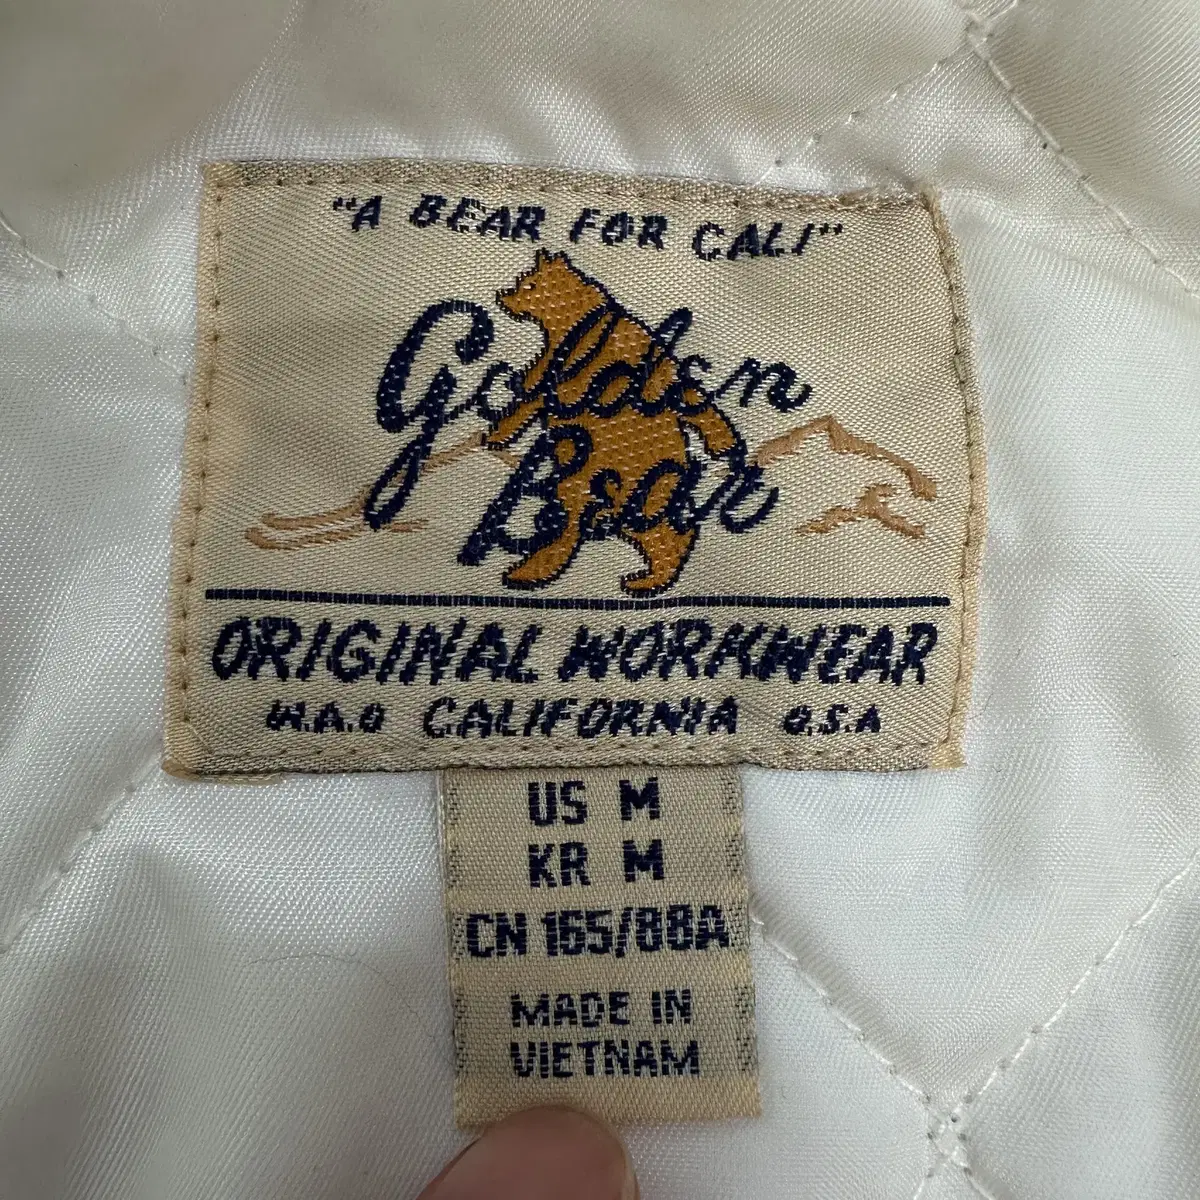 "A BEAR FOR CALI"
Golden
Bear
ORIGINAL WORKWEAR
W.A.O CALIFORNIA U.S.A
US M
KR M
CN 165/88A
MADE IN
VIETNAM